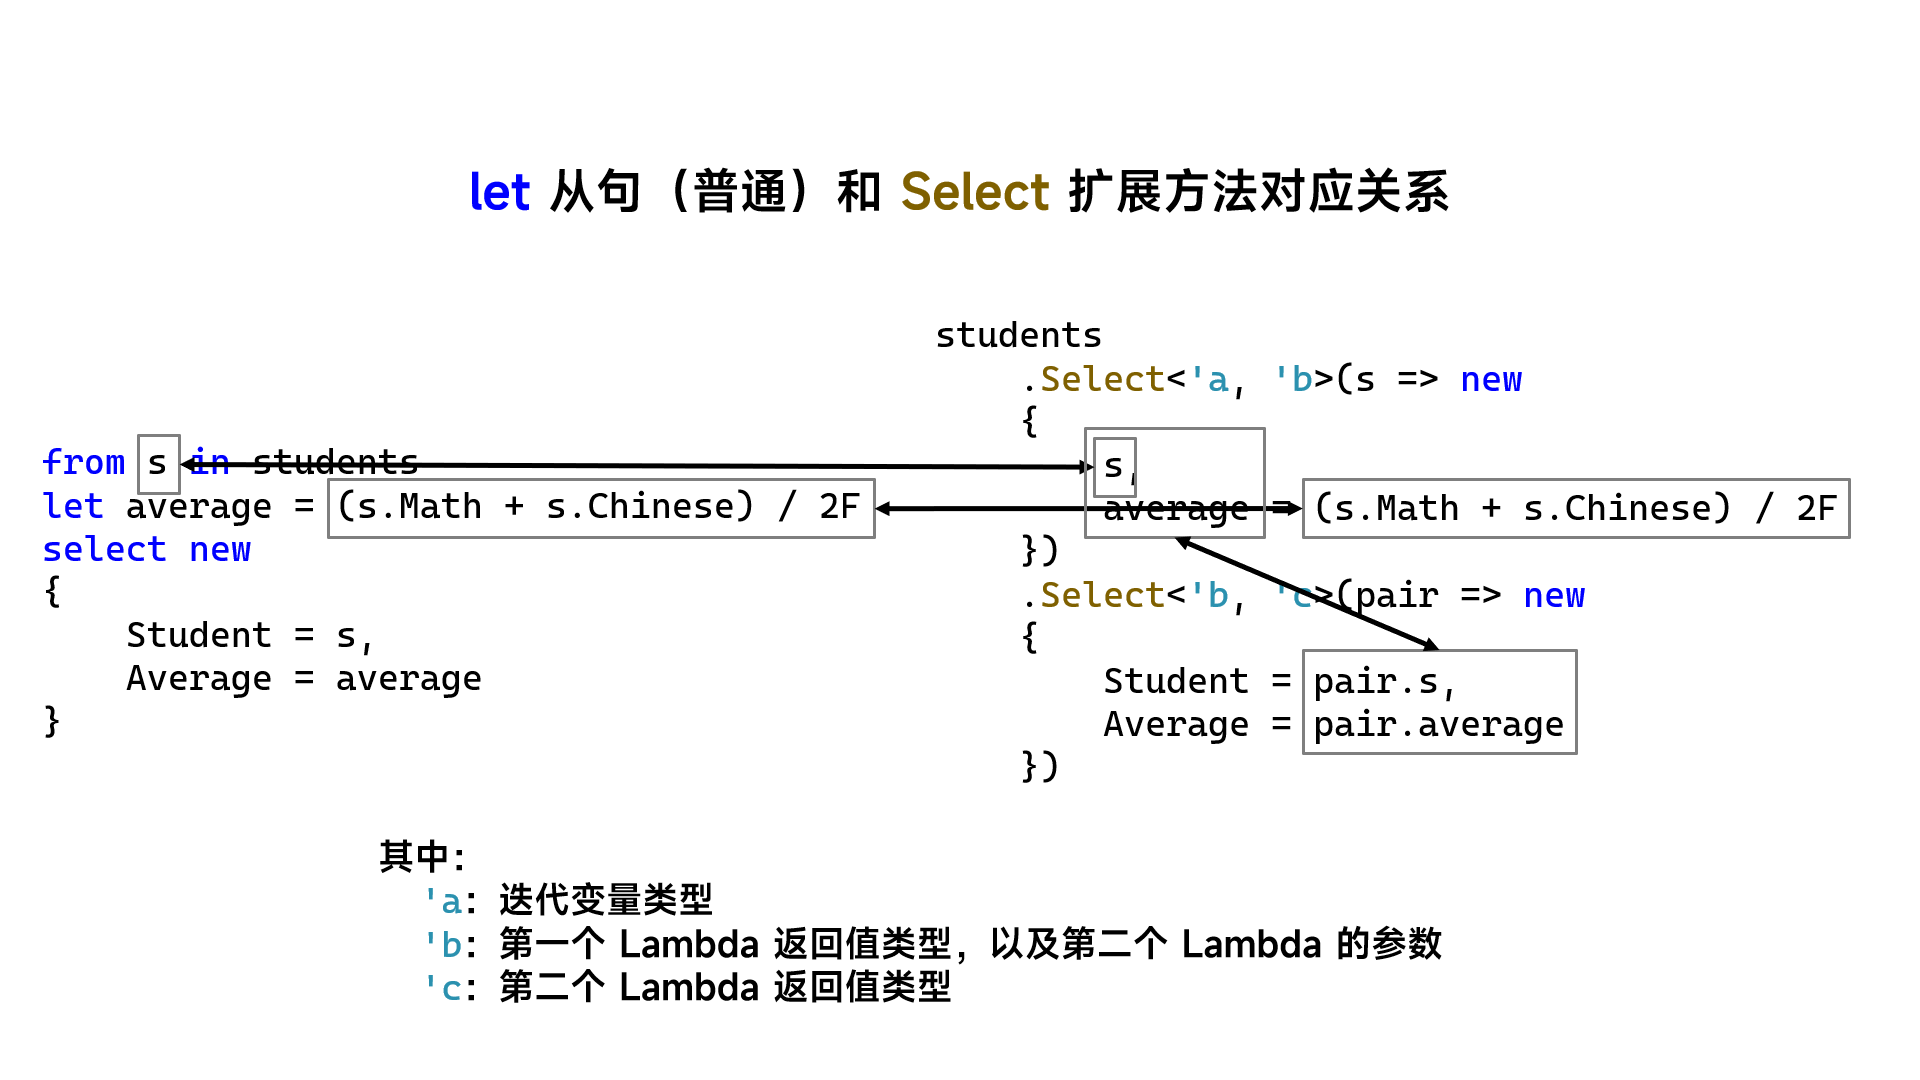 let 从句（普通）和 Select 扩展方法对应关系
from s in students
let average = (s.Math + s.Chinese) / 2F
select new
{
    Student = s,
    Average = average
}
students
    .Select<'a, 'b>(s => new
    {
        s,
        average = (s.Math + s.Chinese) / 2F
    })
    .Select<'b, 'c>(pair => new
    {
        Student = pair.s,
        Average = pair.average
    })
其中：
'a：迭代变量类型
'b：第一个 Lambda 返回值类型，以及第二个 Lambda 的参数
'c：第二个 Lambda 返回值类型